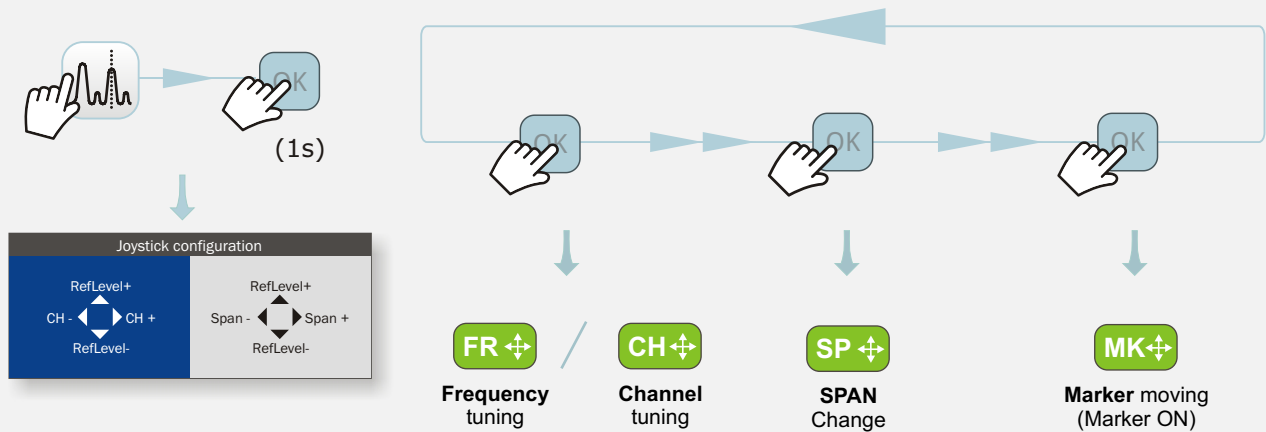 OK
(1s)
OK
OK
OK
Joystick configuration
RefLevel+
CH - CH +
RefLevel-
RefLevel+
Span - Span +
RefLevel-
FR
CH
SP
MK
Frequency
tuning
Channel
tuning
SPAN
Change
Marker moving
(Marker ON)